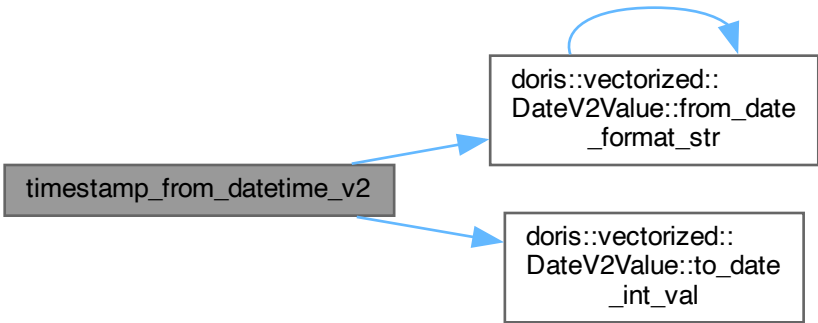 timestamp_from_datetime_v2
doris::vectorized::
DateV2Value::from_date
_format_str
doris::vectorized::
DateV2Value::to_date
_int_val